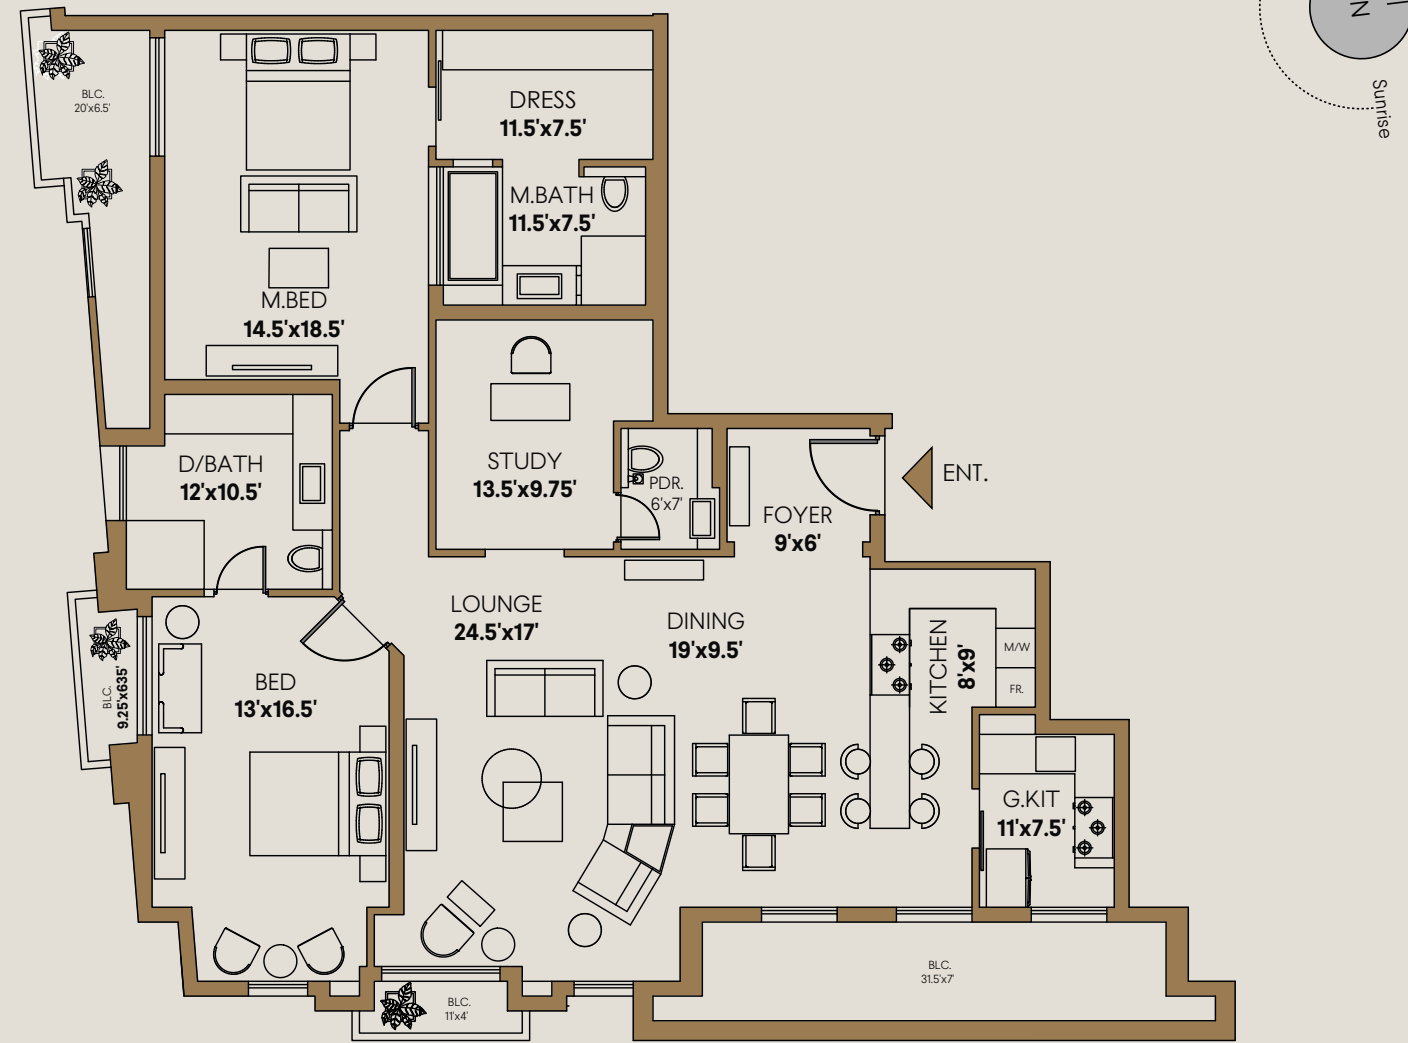 N
Sunrise
BLC.
20'x6.5'
DRESS
11.5'x7.5'
M.BATH
11.5'x7.5'
M.BED
14.5'x18.5'
D/BATH
12'x10.5'
STUDY
13.5'x9.75'
PDR.
6'x7'
ENT.
FOYER
9'x6'
LOUNGE
24.5'x17'
DINING
19'x9.5'
KITCHEN
8'x9'
M/W
FR.
BLC.
9.25'x635'
BED
13'x16.5'
G.KIT
11'x7.5'
BLC.
31.5'x7'
BLC.
11'x4'